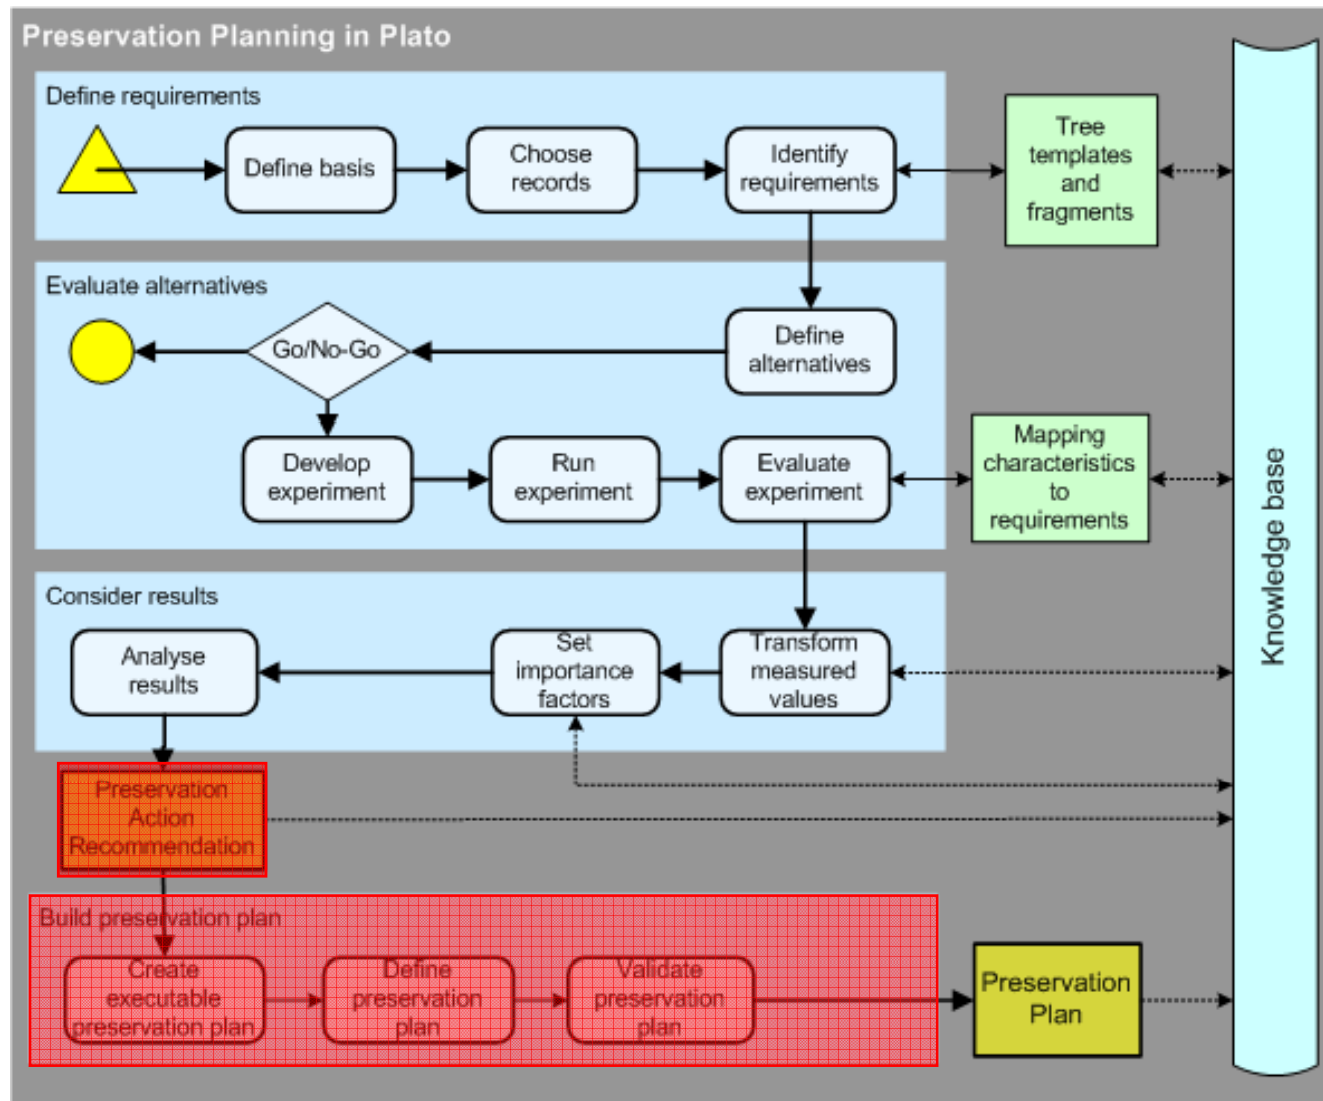 Preservation Planning in Plato
Define requirements
Define basis
Choose
records
Identify
requirements
Tree
templates
and
fragments
Evaluate alternatives
Go/No-Go
Define
alternatives
Develop
experiment
Run
experiment
Evaluate
experiment
Mapping
characteristics
to
requirements
Knowledge base
Consider results
Analyse
results
Set
importance
factors
Transform
measured
values
Preservation
Action
Recommendation
Build preservation plan
Create
executable
preservation plan
Define
preservation
plan
Validate
preservation
plan
Preservation
Plan